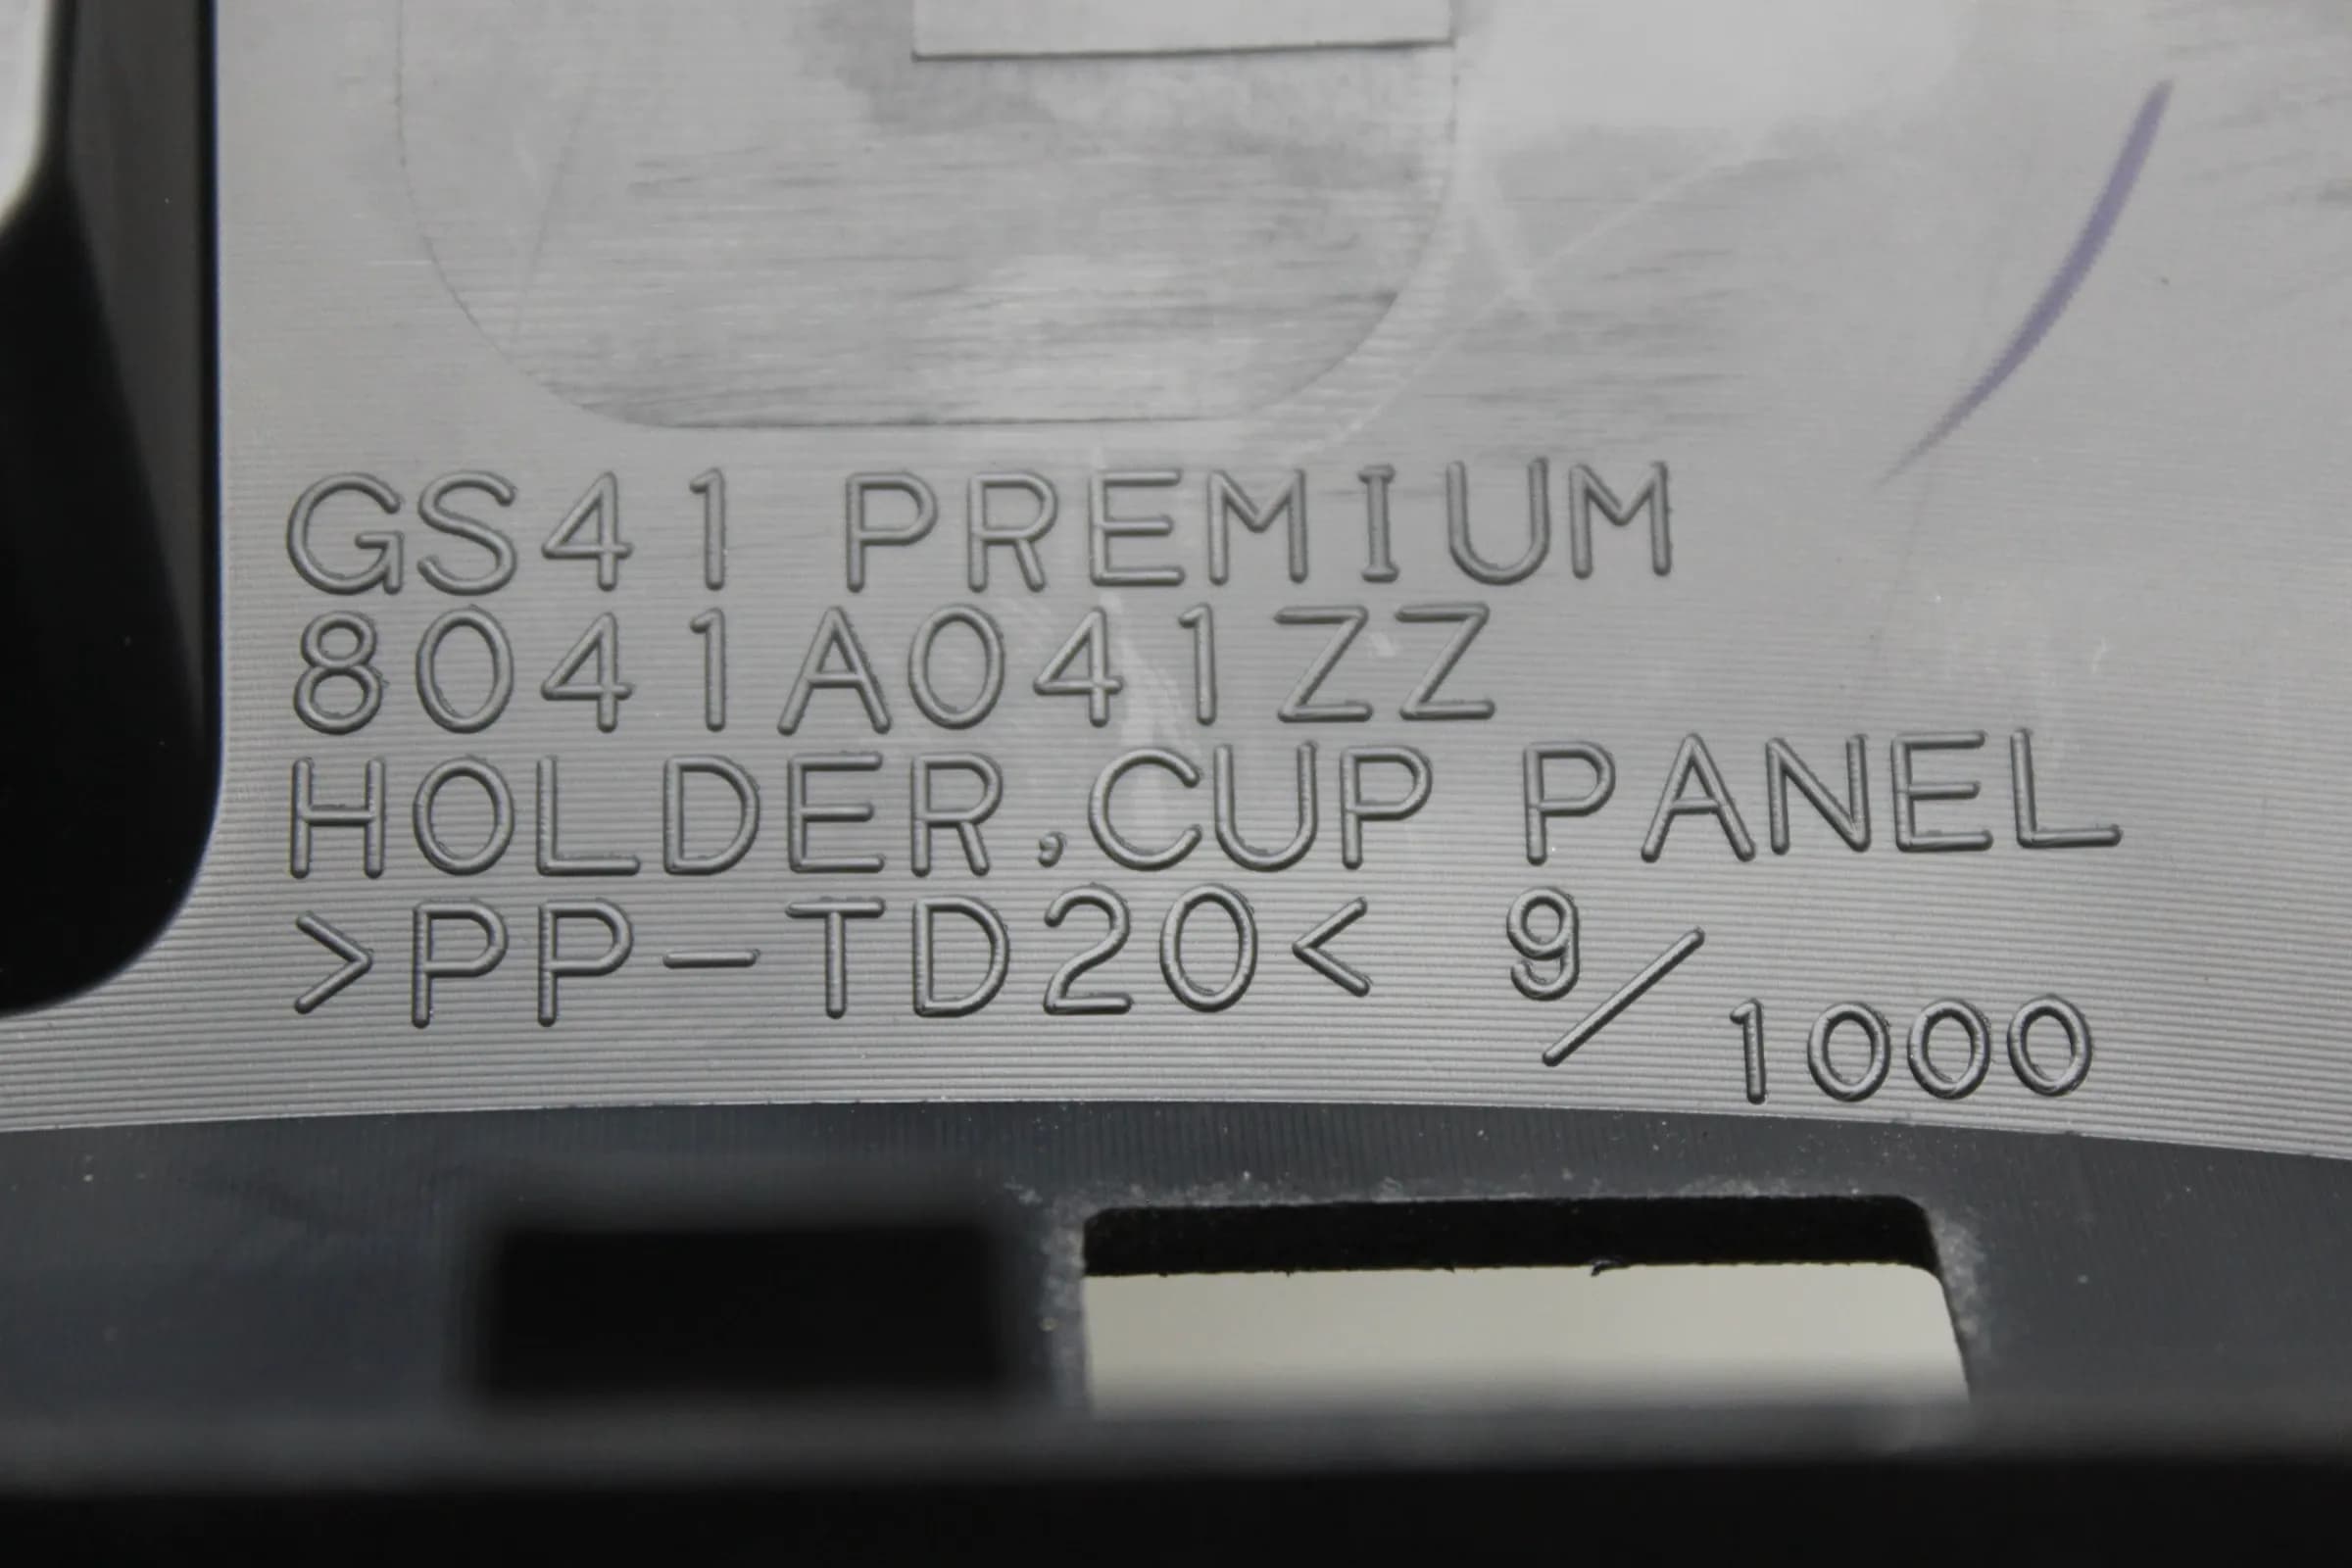 GS41 PREMIUM
8041A041ZZ
HOLDER,CUP PANEL
>PP-TD20< 9/1000